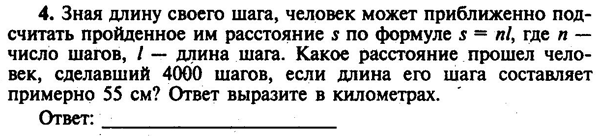 4. Зная длину своего шага, человек может приближенно под-
считать пройденное им расстояние s по формуле s = nl, где n —
число шагов, l — длина шага. Какое расстояние прошел чело-
век, сделавший 4000 шагов, если длина его шага составляет
примерно 55 см? Ответ выразите в километрах.
Ответ: